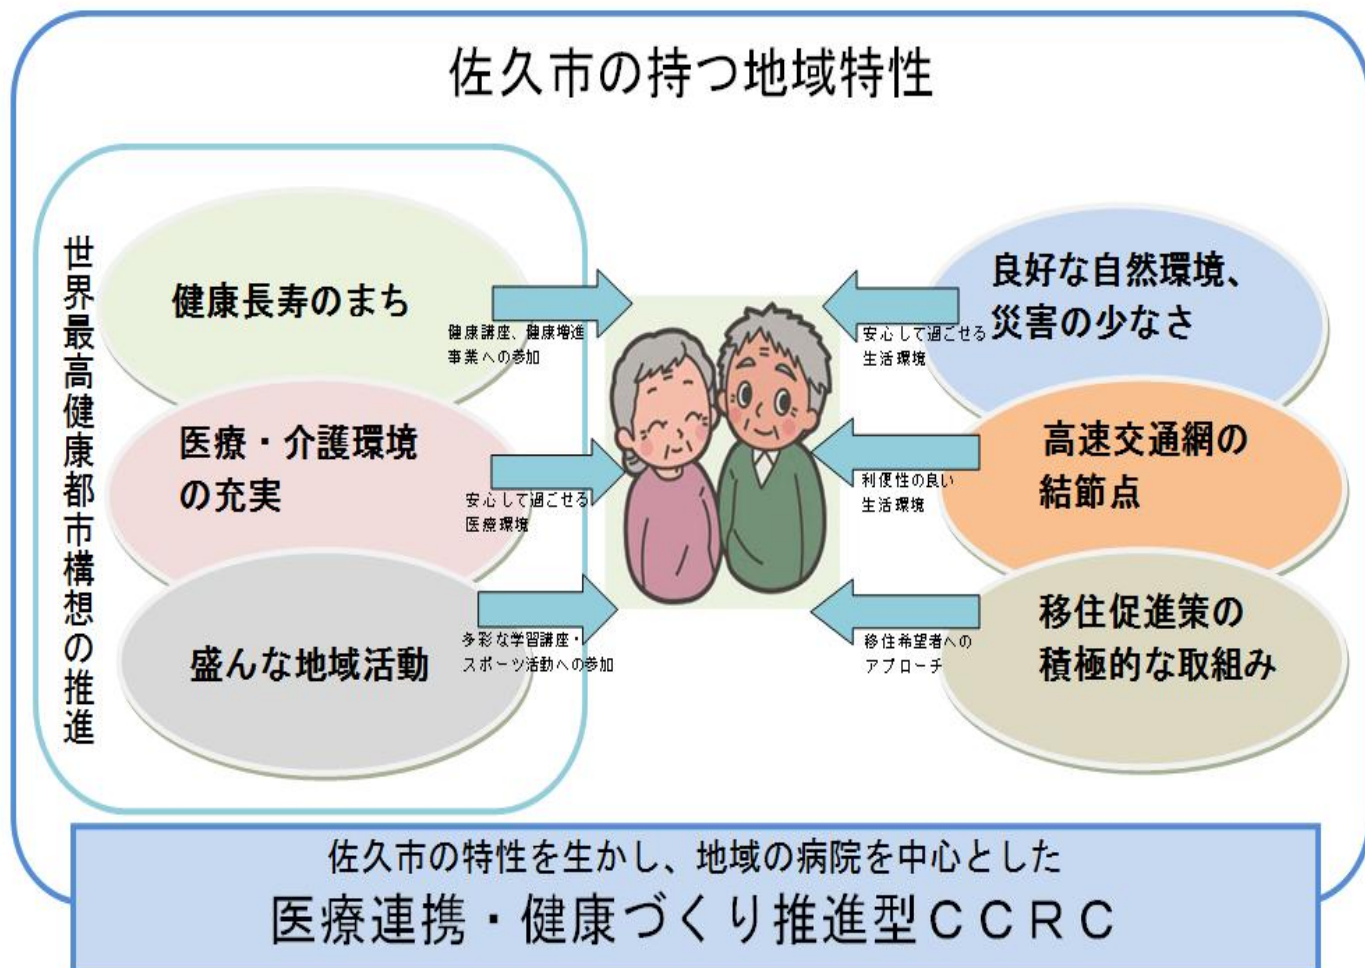 佐久市の持つ地域特性
世界最高健康都市構想の推進
健康長寿のまち
健康講座、健康増進
事業への参加
医療・介護環境
の充実
安心して過ごせる
医療環境
盛んな地域活動
多彩な学習講座・
スポーツ活動への参加
良好な自然環境、
災害の少なさ
安心して過ごせる
生活環境
高速交通網の
結節点
利便性の良い
生活環境
移住促進策の
積極的な取組み
移住希望者への
アプローチ
佐久市の特性を生かし、地域の病院を中心とした
医療連携・健康づくり推進型ＣＣＲＣ